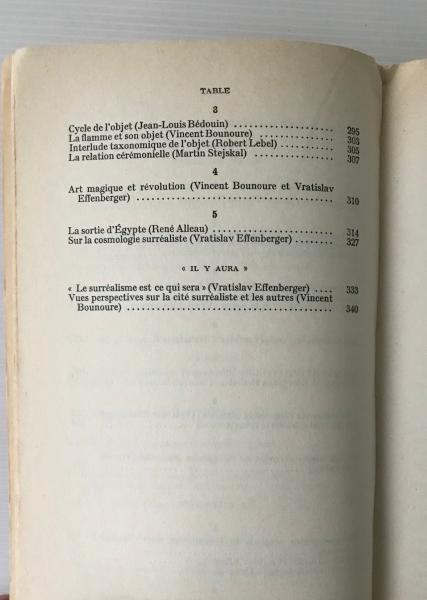 TABLE
3
Cycle de l'objet (Jean-Louis Bédouin) .................. 295
La flamme et son objet (Vincent Bounoure) ............. 303
Interlude taxonomique de l'objet (Robert Lebel) .......... 305
La relation cérémonielle (Martin Stejskal) ............... 307
4
Art magique et révolution (Vincent Bounoure et Vratislav
Effenberger) .................................... 310
5
La sortie d'Égypte (René Alleau) ...................... 314
Sur la cosmologie surréaliste (Vratislav Effenberger) ....... 327
« IL Y AURA »
« Le surréalisme est ce qui sera » (Vratislav Effenberger) .... 333
Vues perspectives sur la cité surréaliste et les autres (Vincent
Bounoure) ..................................... 340